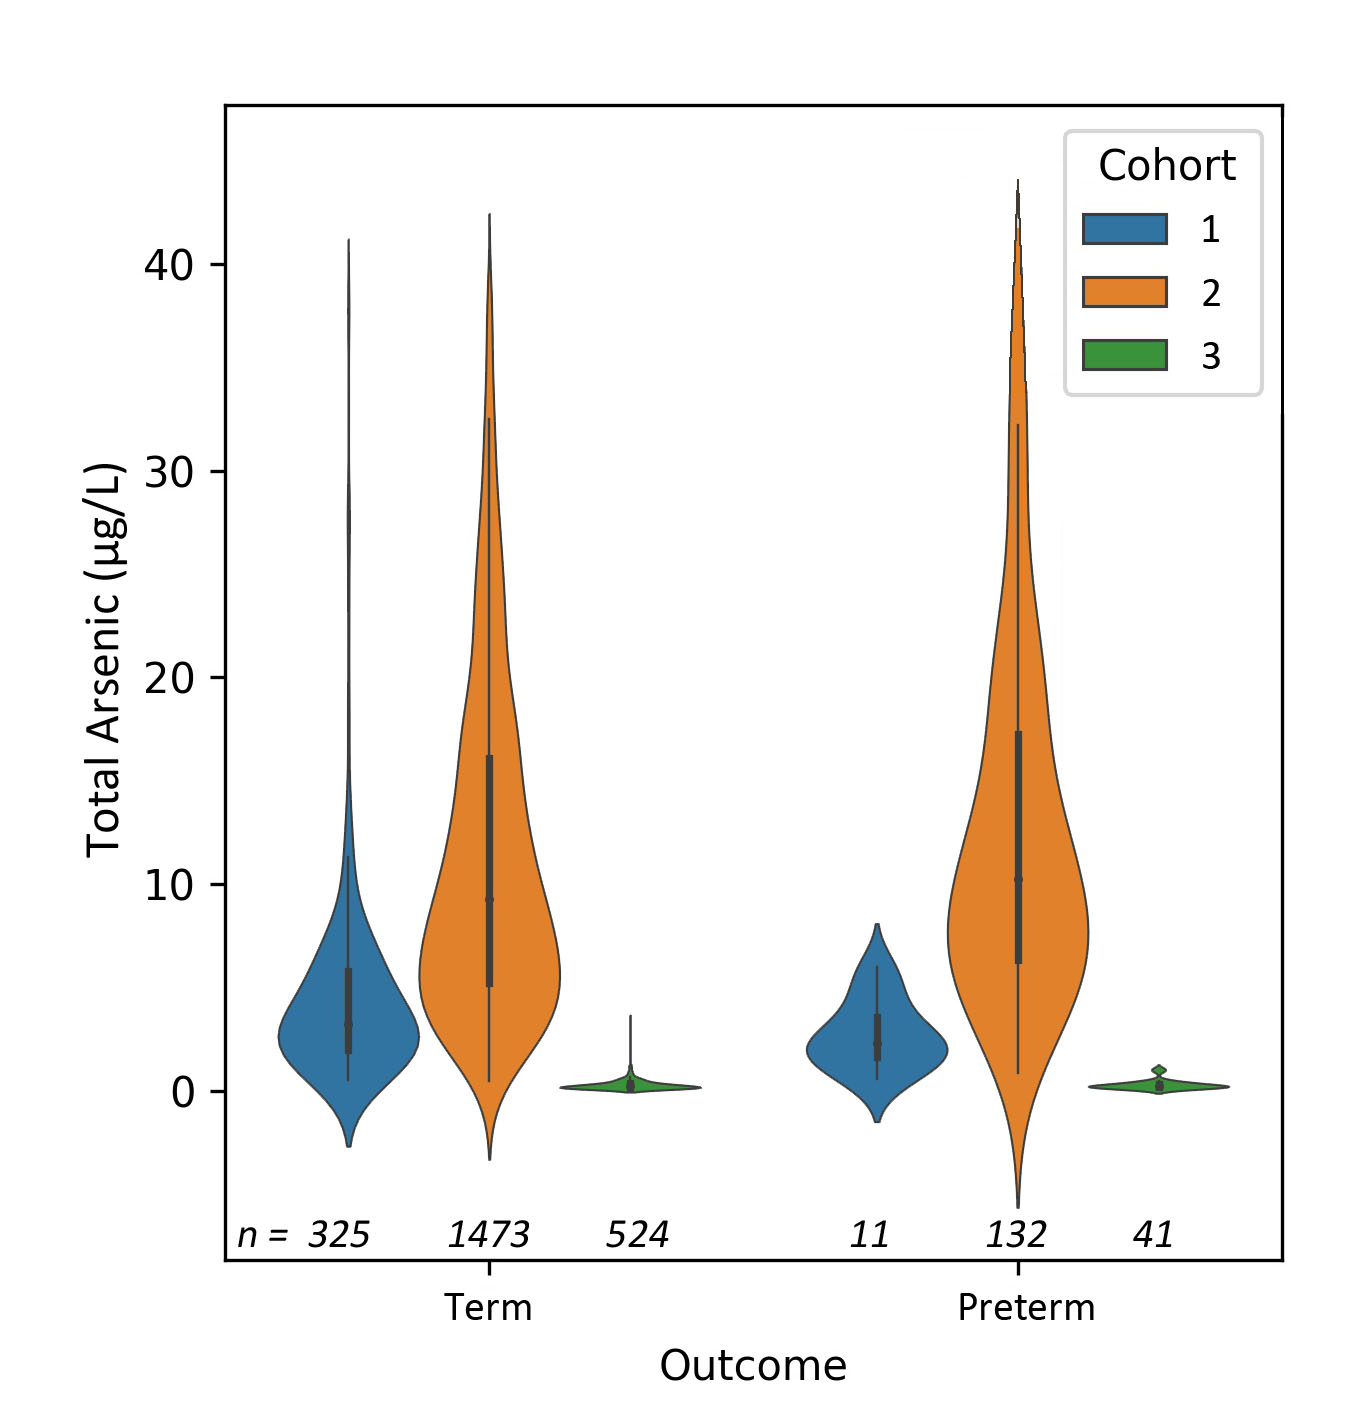 Cohort
1
2
3
40
30
20
10
0
Total Arsenic (µg/L)
n = 325 1473 524 11 132 41
Term Preterm
Outcome